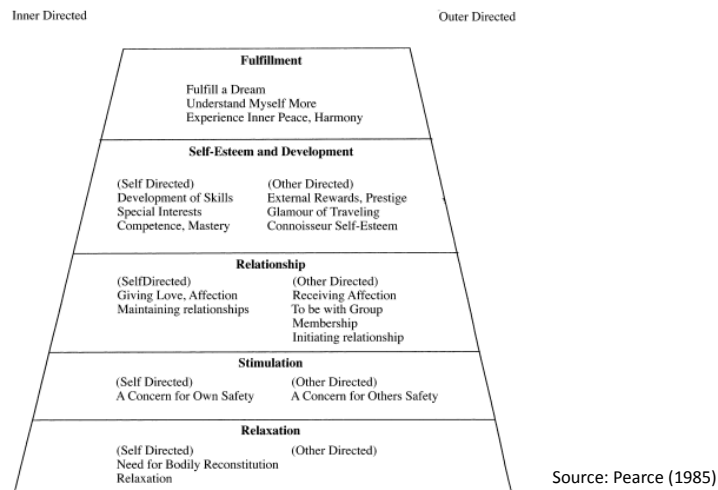 Inner Directed
Outer Directed
Fulfillment
Fulfill a Dream
Understand Myself More
Experience Inner Peace, Harmony
Self-Esteem and Development
(Self Directed)
Development of Skills
Special Interests
Competence, Mastery
(Other Directed)
External Rewards, Prestige
Glamour of Traveling
Connoisseur Self-Esteem
Relationship
(SelfDirected)
Giving Love, Affection
Maintaining relationships
(Other Directed)
Receiving Affection
To be with Group
Membership
Initiating relationship
Stimulation
(Self Directed)
A Concern for Own Safety
(Other Directed)
A Concern for Others Safety
Relaxation
(Self Directed)
Need for Bodily Reconstitution
Relaxation
(Other Directed)
Source: Pearce (1985)